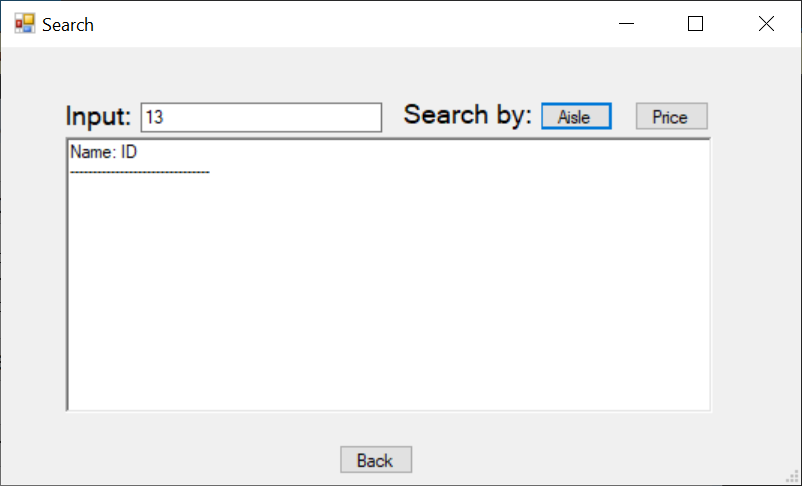 Search
Input: 13 Search by: Aisle Price
Name: ID
-------------------------------
Back